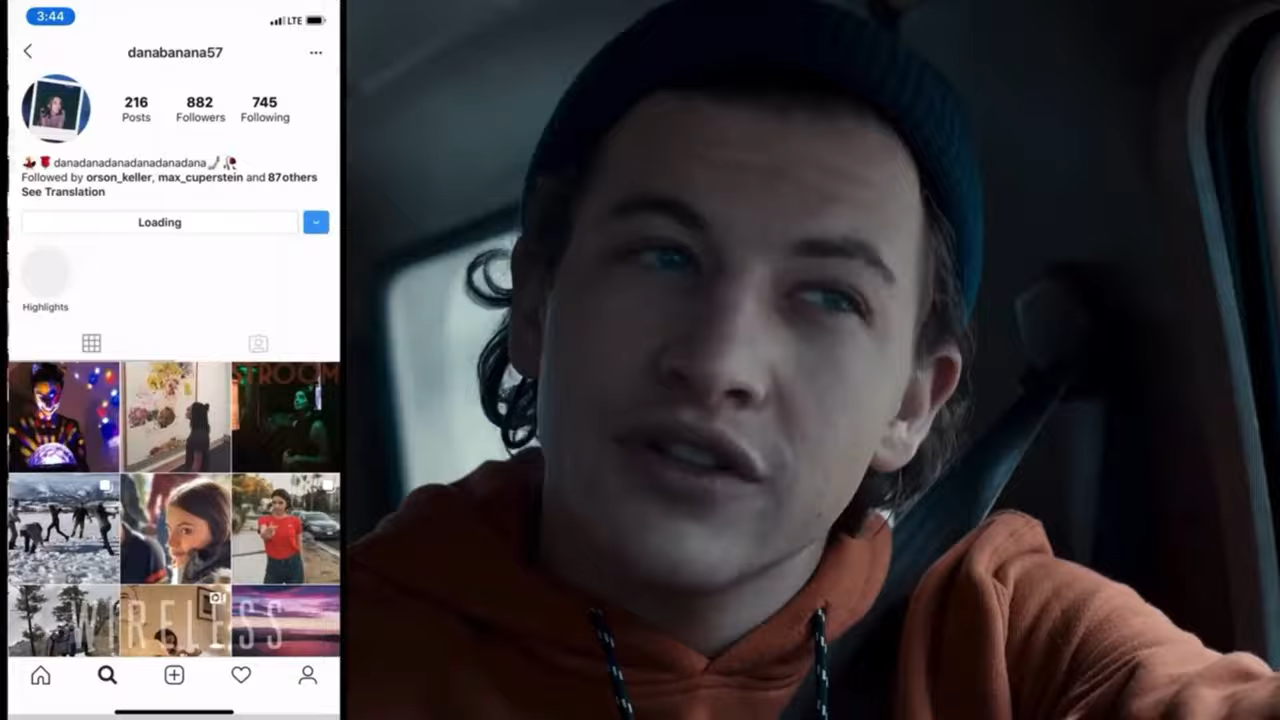 3:44
LTE
danabanana57
216
882
745
Posts
Followers
Following
danadanadanadanadanadana
Followed by orson_keller, max_cuperstein and 87others
See Translation
Loading
Highlights
STROOM
WIRELESS